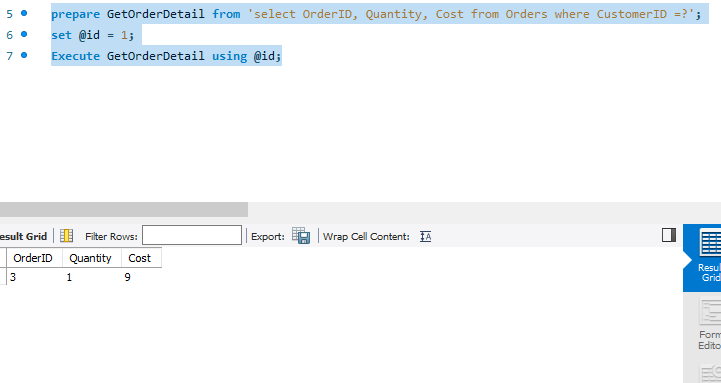 5 prepare GetOrderDetail from 'select OrderID, Quantity, Cost from Orders where CustomerID =?';
6 set @id = 1;
7 Execute GetOrderDetail using @id;
esult Grid Filter Rows: Export: Wrap Cell Content: IA
OrderID Quantity Cost
3 1 9
Resul
Grid
Form
Edito